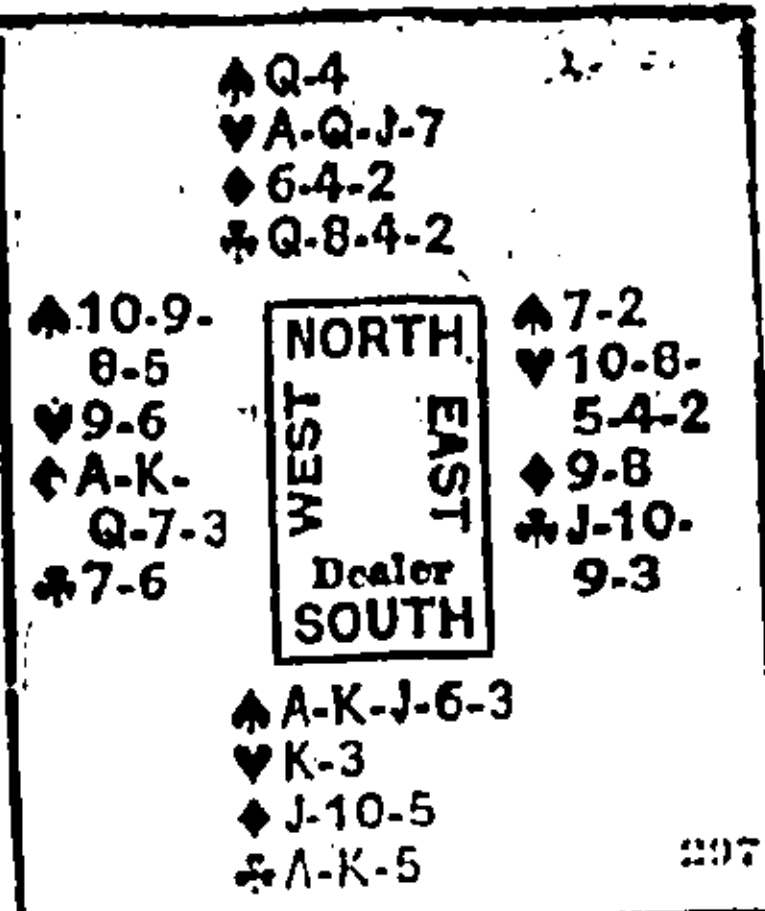 ♠ Q-4
♥ A-Q-J-7
♦ 6-4-2
♣ Q-8-4-2
♠ 10-9-
8-5
♥ 9-6
♦ A-K-
Q-7-3
♣ 7-6
NORTH
WEST
EAST
Dealer
SOUTH
♠ 7-2
♥ 10-8-
5-4-2
♦ 9-8
♣ J-10-
9-3
♠ A-K-J-6-3
♥ K-3
♦ J-10-5
♣ A-K-5
297